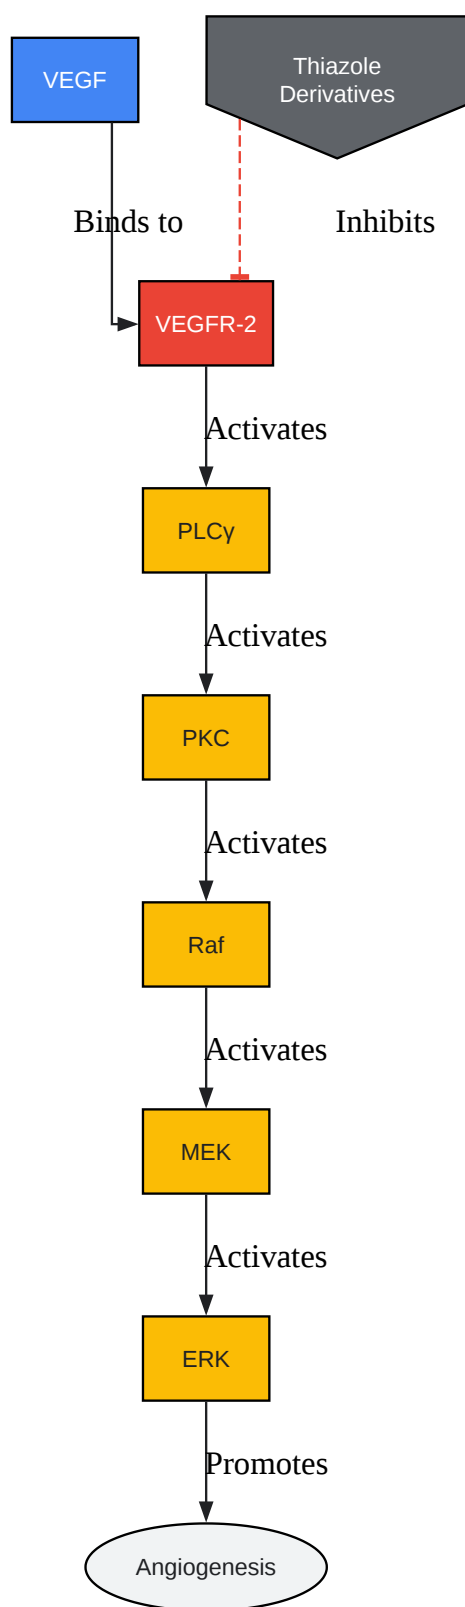 VEGF
Thiazole
Derivatives
Binds to
Inhibits
VEGFR-2
Activates
PLCγ
Activates
PKC
Activates
Raf
Activates
MEK
Activates
ERK
Promotes
Angiogenesis